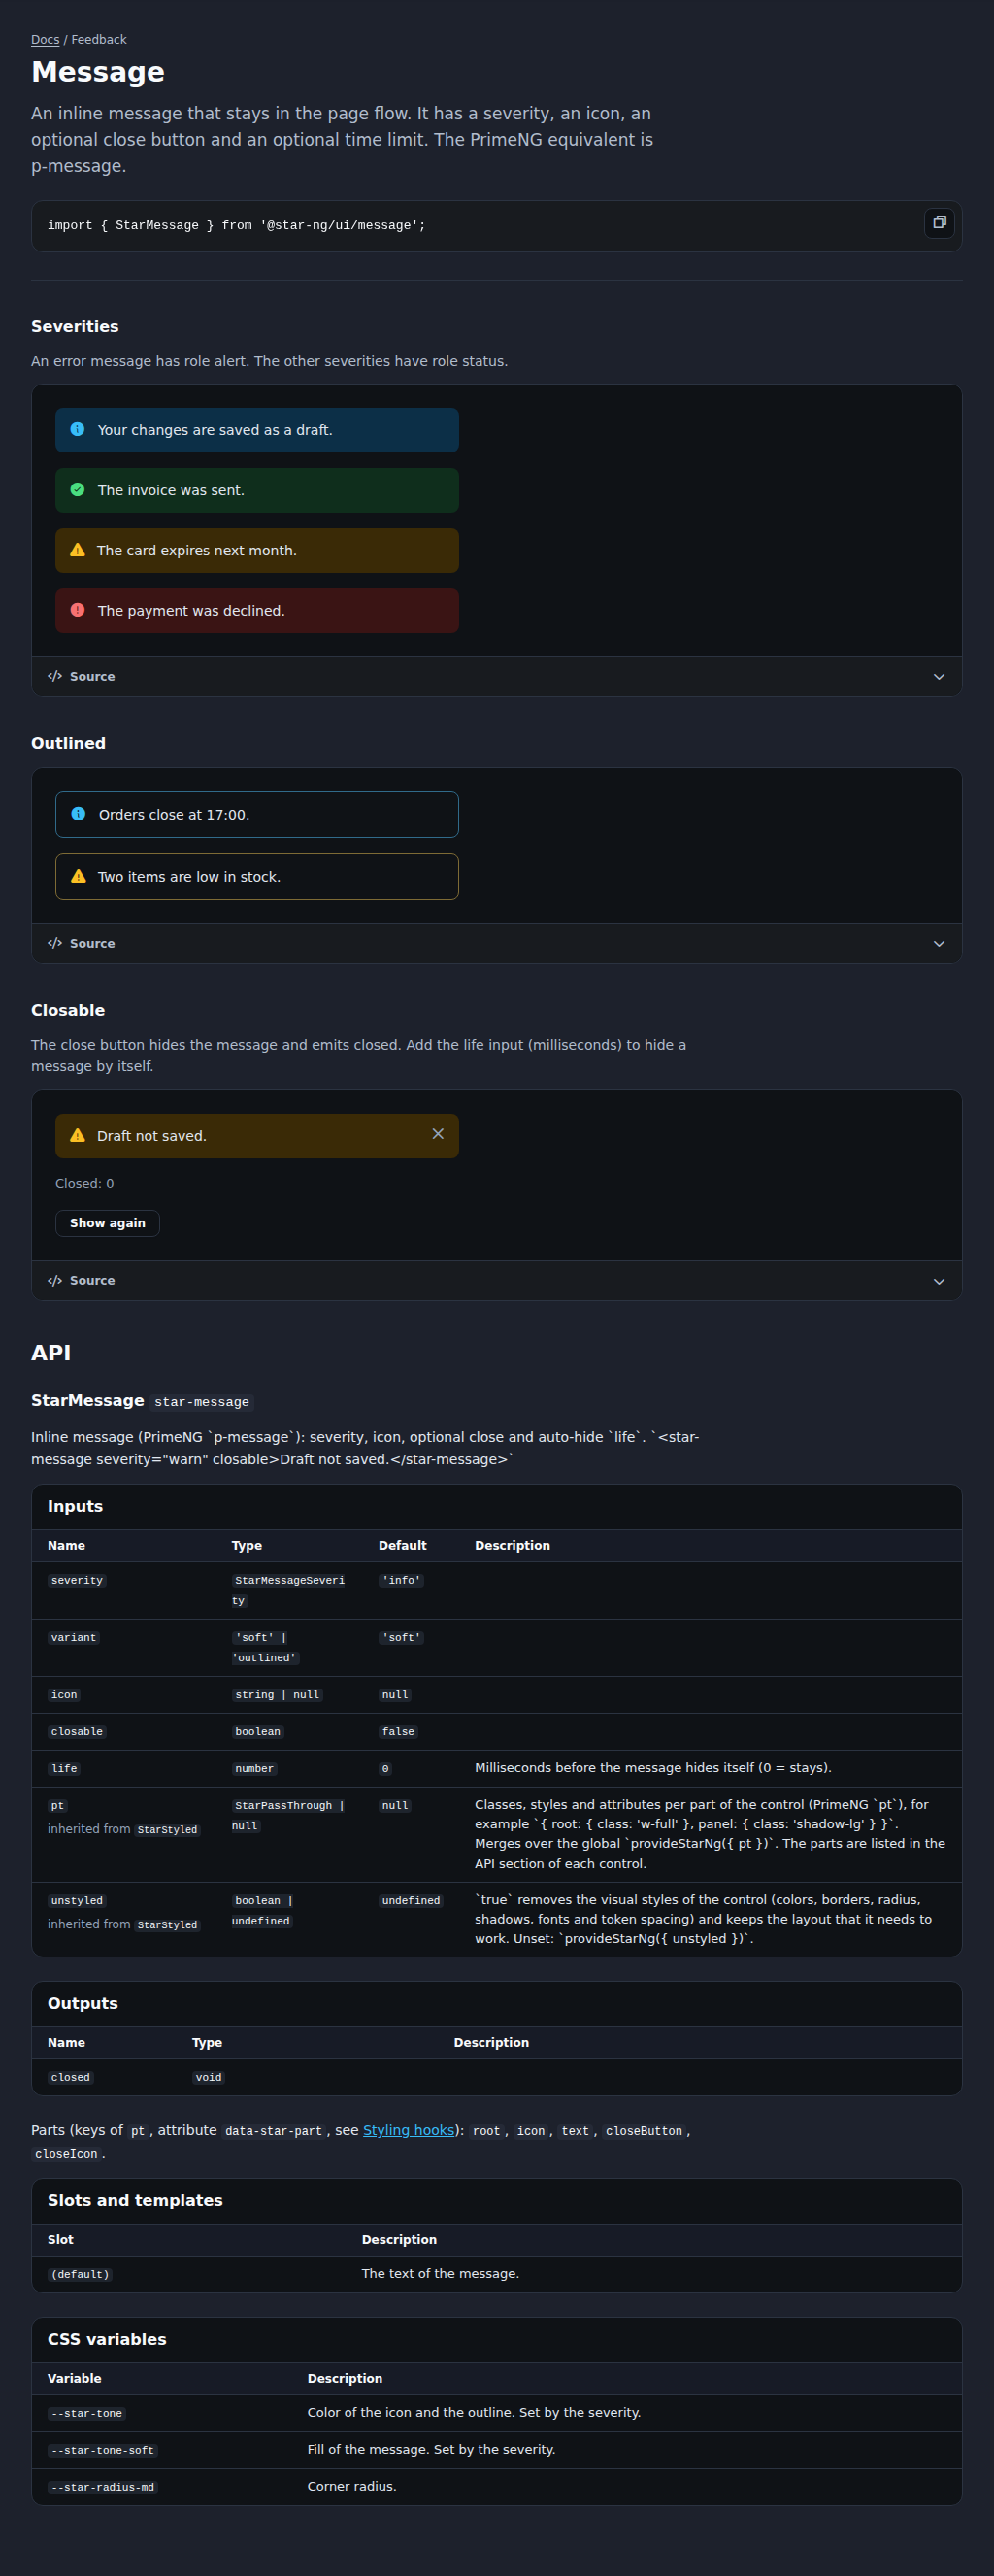 Docs / Feedback
Message
An inline message that stays in the page flow. It has a severity, an icon, an
optional close button and an optional time limit. The PrimeNG equivalent is
p-message.
import { StarMessage } from '@star-ng/ui/message';
Severities
An error message has role alert. The other severities have role status.
Your changes are saved as a draft.
The invoice was sent.
The card expires next month.
The payment was declined.
Source
Outlined
Orders close at 17:00.
Two items are low in stock.
Source
Closable
The close button hides the message and emits closed. Add the life input (milliseconds) to hide a
message by itself.
Draft not saved.
Closed: 0
Show again
Source
API
StarMessage star-message
Inline message (PrimeNG `p-message`): severity, icon, optional close and auto-hide `life`. `<star-
message severity="warn" closable>Draft not saved.</star-message>`
Inputs
Name Type Default Description
severity StarMessageSeveri 'info'
ty
variant 'soft' | 'soft'
'outlined'
icon string | null null
closable boolean false
life number 0 Milliseconds before the message hides itself (0 = stays).
pt StarPassThrough | null Classes, styles and attributes per part of the control (PrimeNG `pt`), for
inherited from StarStyled null example `{ root: { class: 'w-full' }, panel: { class: 'shadow-lg' } }`.
Merges over the global `provideStarNg({ pt })`. The parts are listed in the
API section of each control.
unstyled boolean | undefined `true` removes the visual styles of the control (colors, borders, radius,
inherited from StarStyled undefined shadows, fonts and token spacing) and keeps the layout that it needs to
work. Unset: `provideStarNg({ unstyled })`.
Outputs
Name Type Description
closed void
Parts (keys of pt, attribute data-star-part, see Styling hooks): root, icon, text, closeButton,
closeIcon.
Slots and templates
Slot Description
(default) The text of the message.
CSS variables
Variable Description
--star-tone Color of the icon and the outline. Set by the severity.
--star-tone-soft Fill of the message. Set by the severity.
--star-radius-md Corner radius.